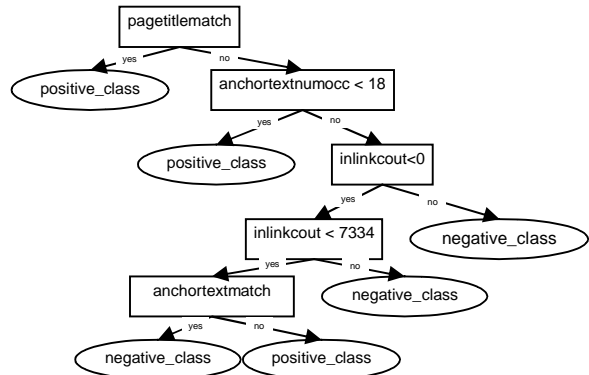 pagetitlematch
yes
no
positive_class
anchortextnumocc < 18
yes
no
positive_class
inlinkcout<0
yes
no
inlinkcout < 7334
negative_class
yes
no
anchortextmatch
negative_class
yes
no
negative_class
positive_class